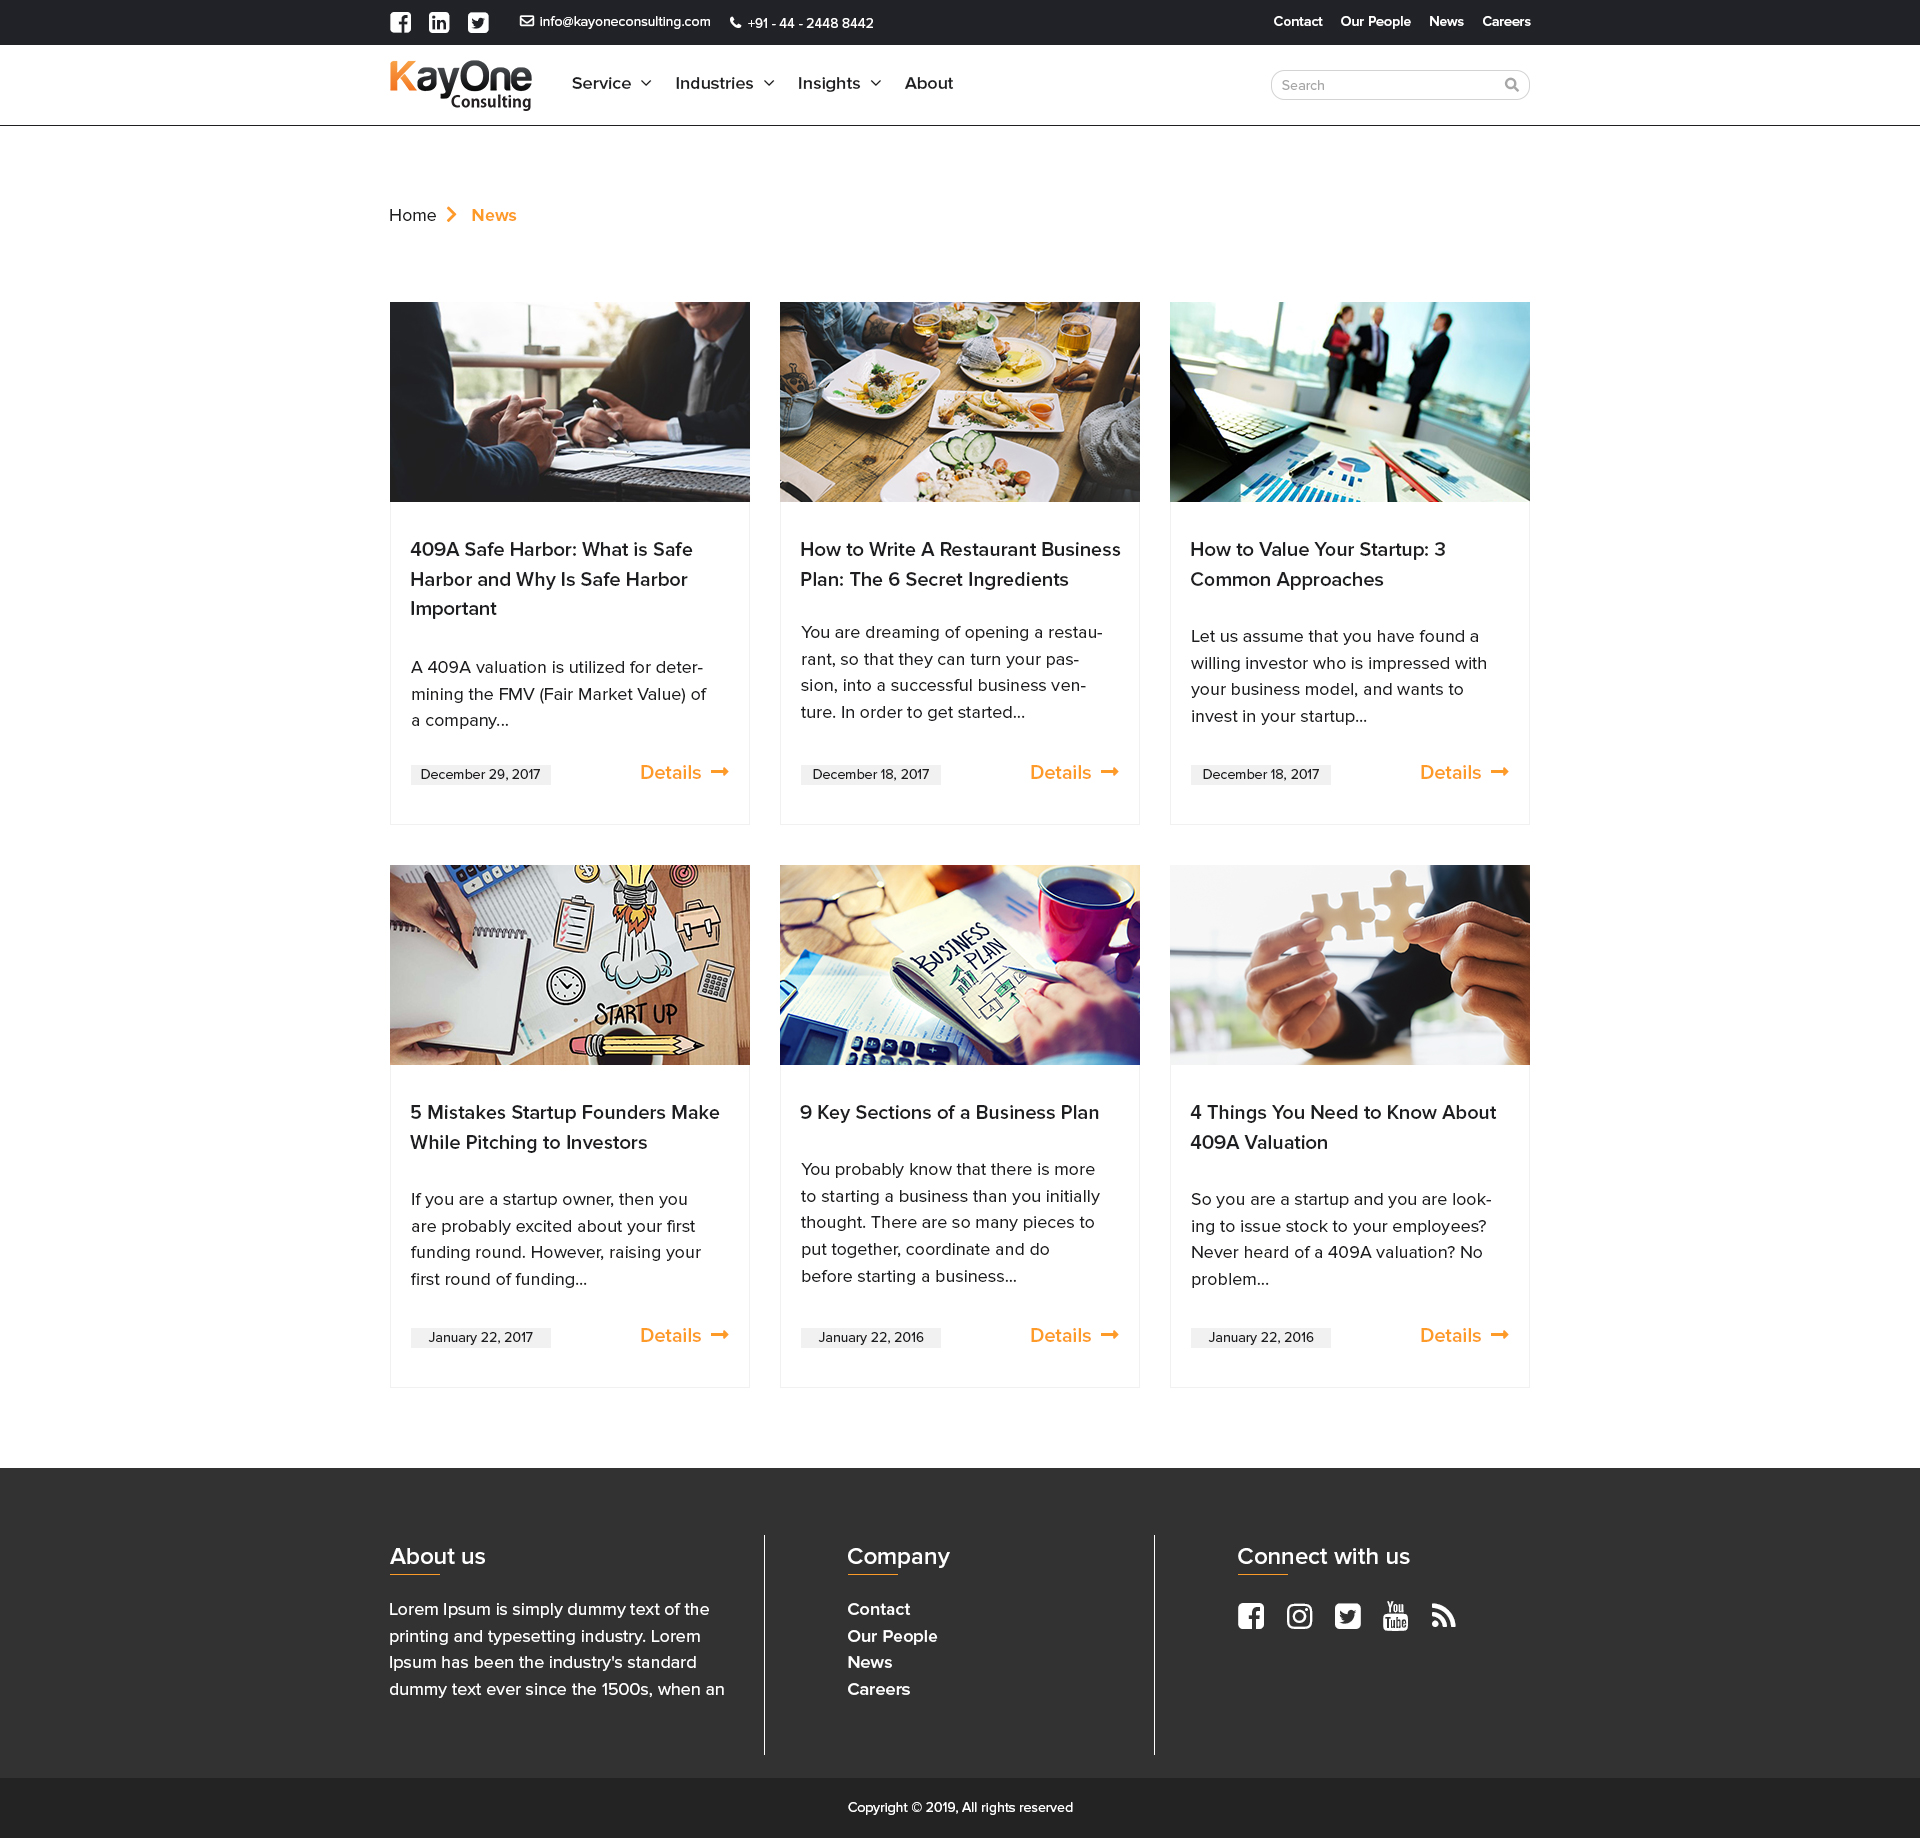 info@kayoneconsulting.com +91 - 44 - 2448 8442 Contact Our People News Careers
KayOne Consulting
Service Industries Insights About Search
Home News
409A Safe Harbor: What is Safe
Harbor and Why Is Safe Harbor
Important
A 409A valuation is utilized for deter-
mining the FMV (Fair Market Value) of
a company...
December 29, 2017 Details
How to Write A Restaurant Business
Plan: The 6 Secret Ingredients
You are dreaming of opening a restau-
rant, so that they can turn your pas-
sion, into a successful business ven-
ture. In order to get started...
December 18, 2017 Details
How to Value Your Startup: 3
Common Approaches
Let us assume that you have found a
willing investor who is impressed with
your business model, and wants to
invest in your startup...
December 18, 2017 Details
START UP
5 Mistakes Startup Founders Make
While Pitching to Investors
If you are a startup owner, then you
are probably excited about your first
funding round. However, raising your
first round of funding...
January 22, 2017 Details
BUSINESS
PLAN
9 Key Sections of a Business Plan
You probably know that there is more
to starting a business than you initially
thought. There are so many pieces to
put together, coordinate and do
before starting a business...
January 22, 2016 Details
4 Things You Need to Know About
409A Valuation
So you are a startup and you are look-
ing to issue stock to your employees?
Never heard of a 409A valuation? No
problem...
January 22, 2016 Details
About us
Lorem Ipsum is simply dummy text of the
printing and typesetting industry. Lorem
Ipsum has been the industry's standard
dummy text ever since the 1500s, when an
Company
Contact
Our People
News
Careers
Connect with us
You
Tube
Copyright © 2019, All rights reserved